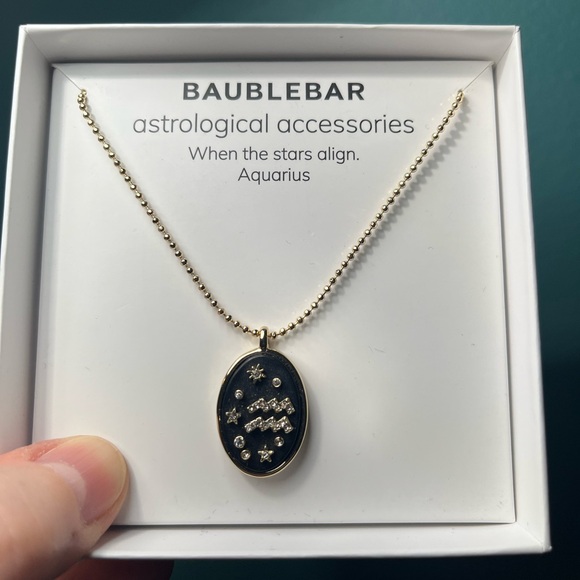 BAUBLEBAR
astrological accessories
When the stars align.
Aquarius